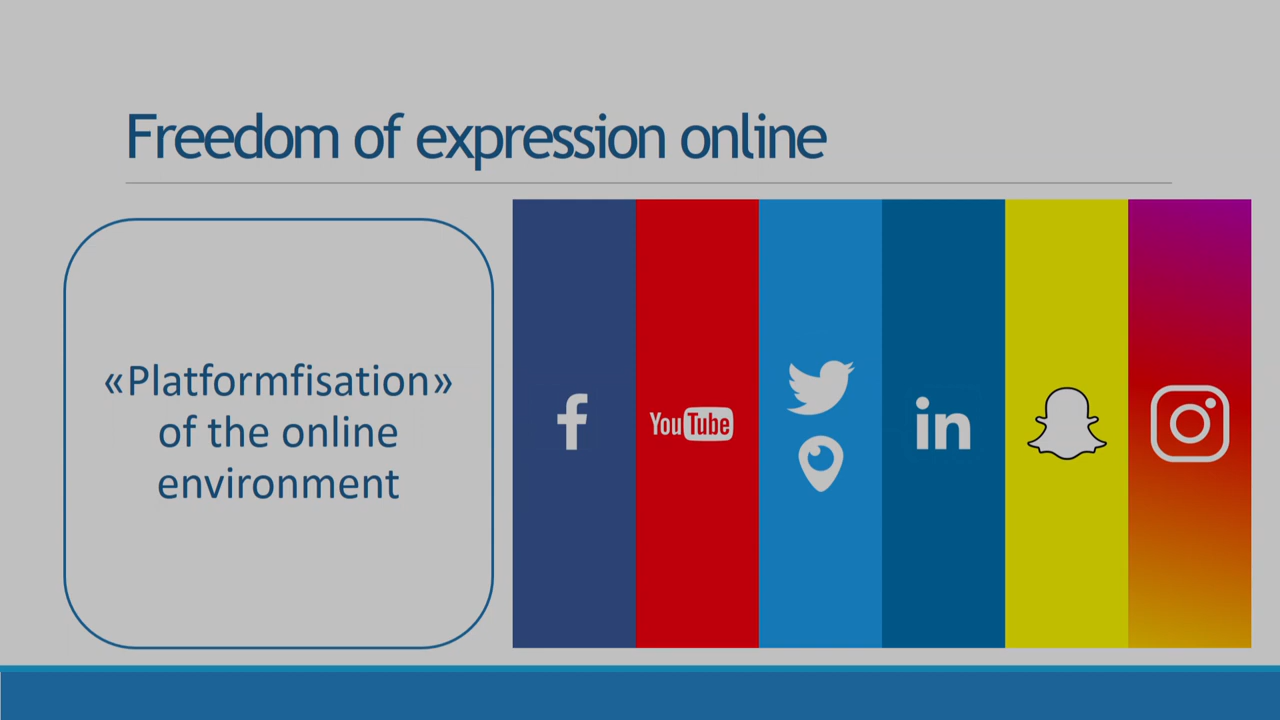 Freedom of expression online
«Platformfisation»
of the online
environment
f
YouTube
in